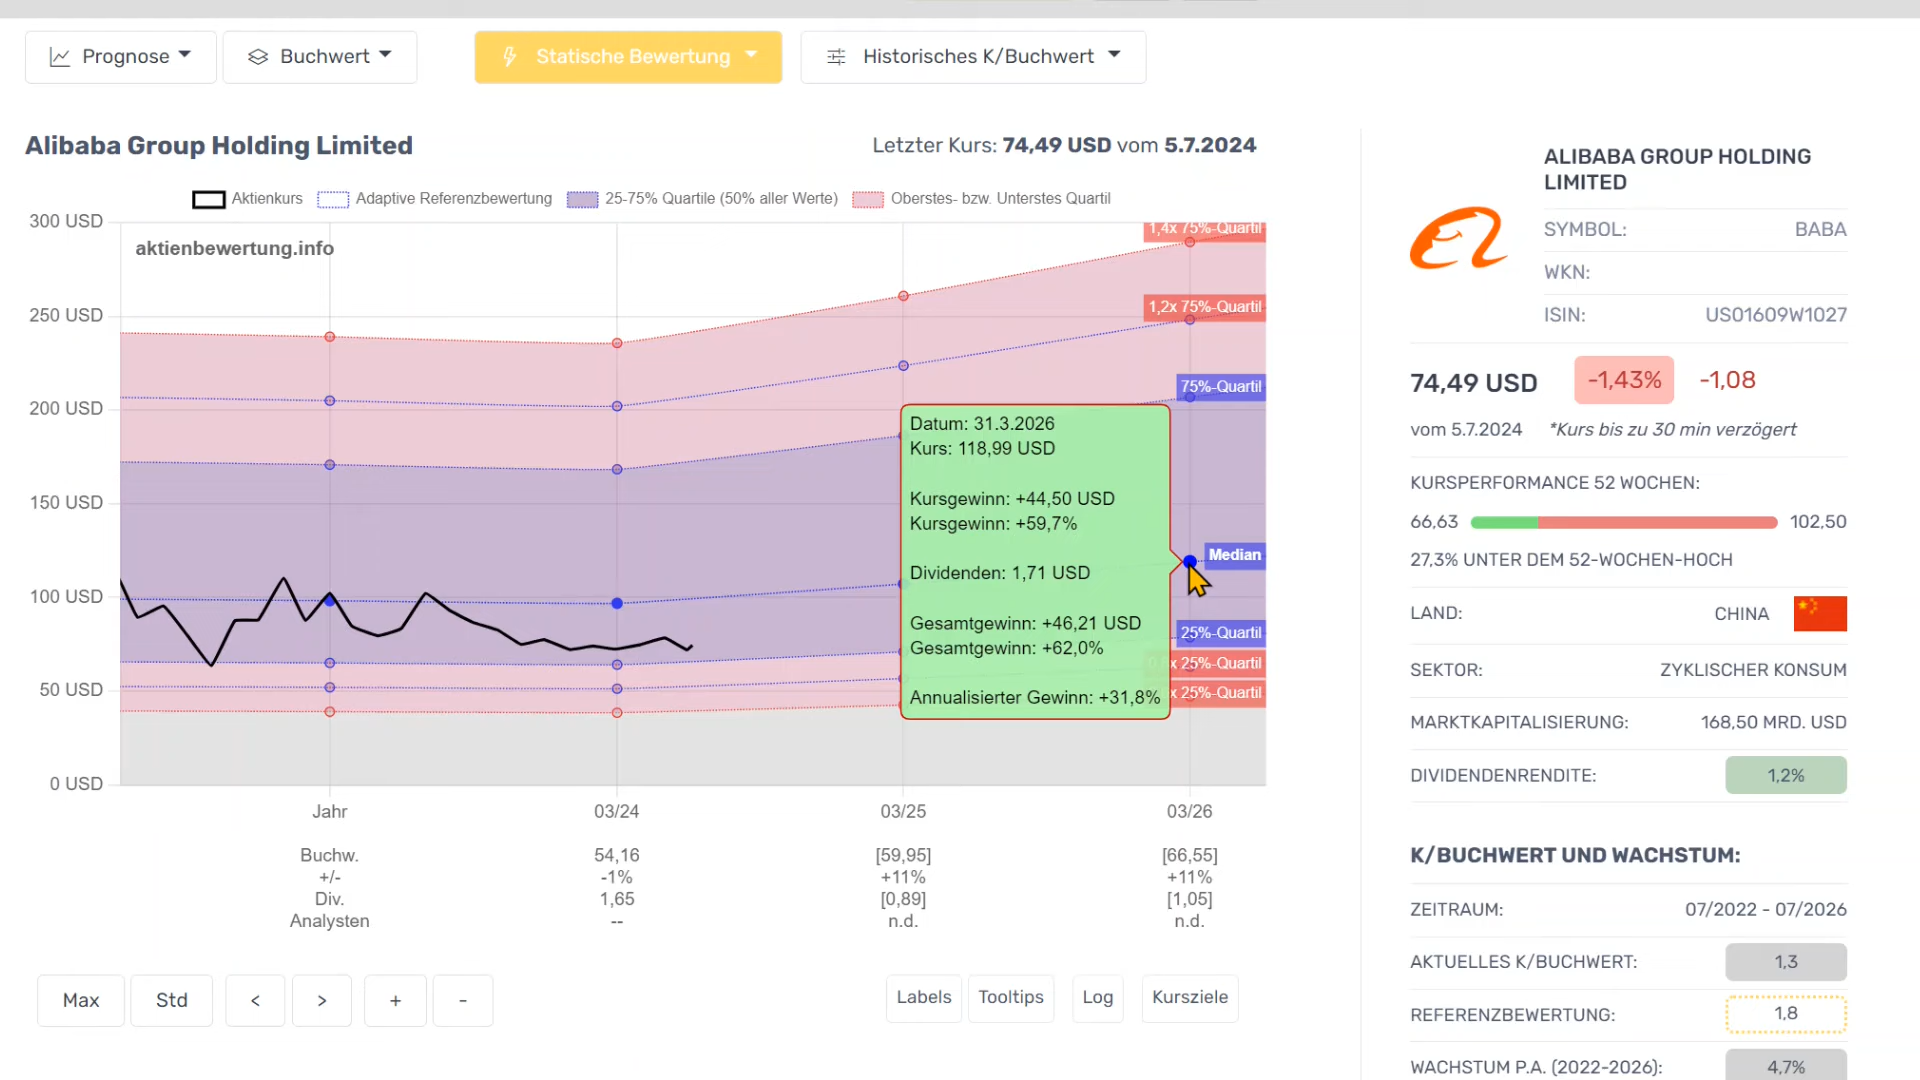 Prognose
Buchwert
Statische Bewertung
Historisches K/Buchwert
Alibaba Group Holding Limited
Letzter Kurs: 74,49 USD vom 5.7.2024
Aktienkurs
Adaptive Referenzbewertung
25-75% Quartile (50% aller Werte)
Oberstes- bzw. Unterstes Quartil
300 USD
250 USD
200 USD
150 USD
100 USD
50 USD
0 USD
aktienbewertung.info
1,4x 75%-Quartil
1,2x 75%-Quartil
75%-Quartil
Median
25%-Quartil
x 25%-Quartil
x 25%-Quartil
Datum: 31.3.2026
Kurs: 118,99 USD
Kursgewinn: +44,50 USD
Kursgewinn: +59,7%
Dividenden: 1,71 USD
Gesamtgewinn: +46,21 USD
Gesamtgewinn: +62,0%
Annualisierter Gewinn: +31,8%
Jahr 03/24 03/25 03/26
Buchw. 54,16 [59,95] [66,55]
+/- -1% +11% +11%
Div. 1,65 [0,89] [1,05]
Analysten -- n.d. n.d.
Max
Std
<
>
+
-
Labels
Tooltips
Log
Kursziele
ALIBABA GROUP HOLDING
LIMITED
SYMBOL: BABA
WKN:
ISIN: US01609W1027
74,49 USD -1,43% -1,08
vom 5.7.2024 *Kurs bis zu 30 min verzögert
KURSPERFORMANCE 52 WOCHEN:
66,63 102,50
27,3% UNTER DEM 52-WOCHEN-HOCH
LAND: CHINA
SEKTOR: ZYKLISCHER KONSUM
MARKTKAPITALISIERUNG: 168,50 MRD. USD
DIVIDENDENRENDITE: 1,2%
K/BUCHWERT UND WACHSTUM:
ZEITRAUM: 07/2022 - 07/2026
AKTUELLES K/BUCHWERT: 1,3
REFERENZBEWERTUNG: 1,8
WACHSTUM P.A. (2022-2026): 4,7%